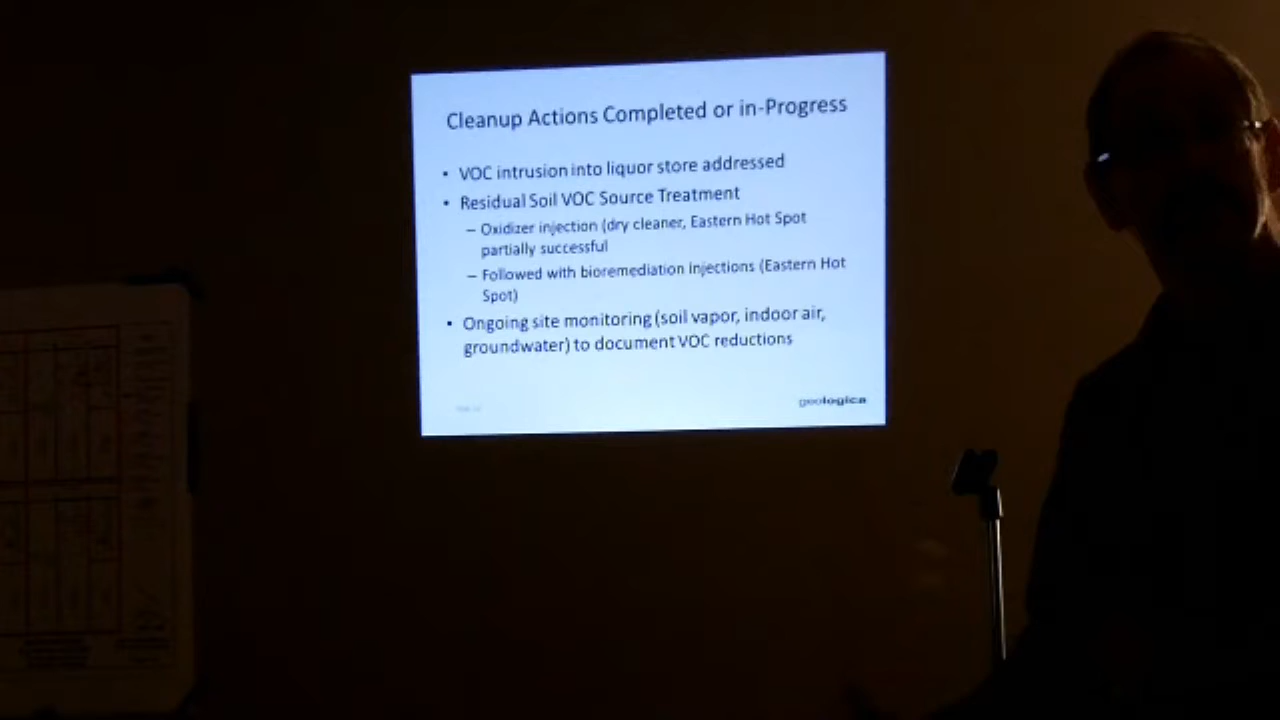 Cleanup Actions Completed or in-Progress
• VOC intrusion into liquor store addressed
• Residual Soil VOC Source Treatment
– Oxidizer injection (dry cleaner, Eastern Hot Spot
partially successful
– Followed with bioremediation injections (Eastern Hot
Spot)
• Ongoing site monitoring (soil vapor, indoor air,
groundwater) to document VOC reductions
geologica